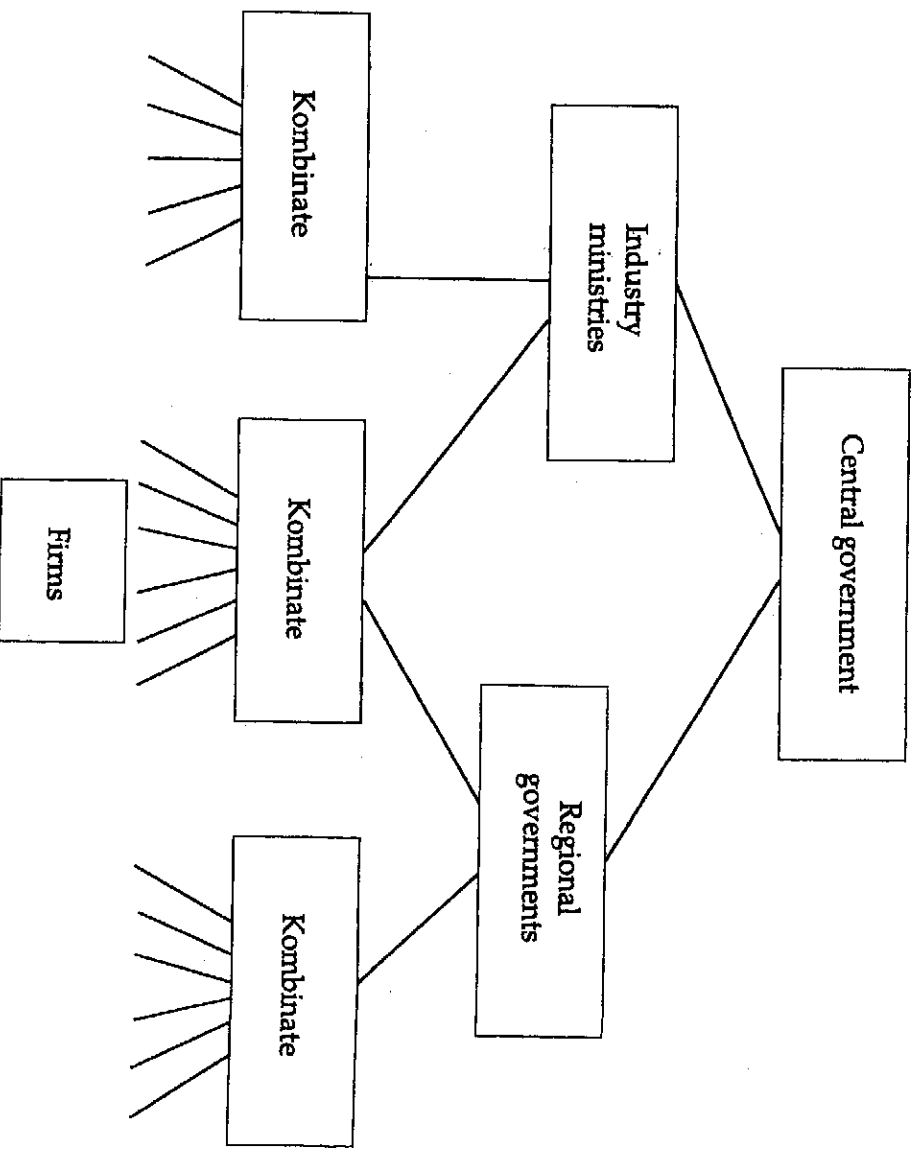 Central government
Industry
ministries
Regional
governments
Kombinate
Kombinate
Kombinate
Firms